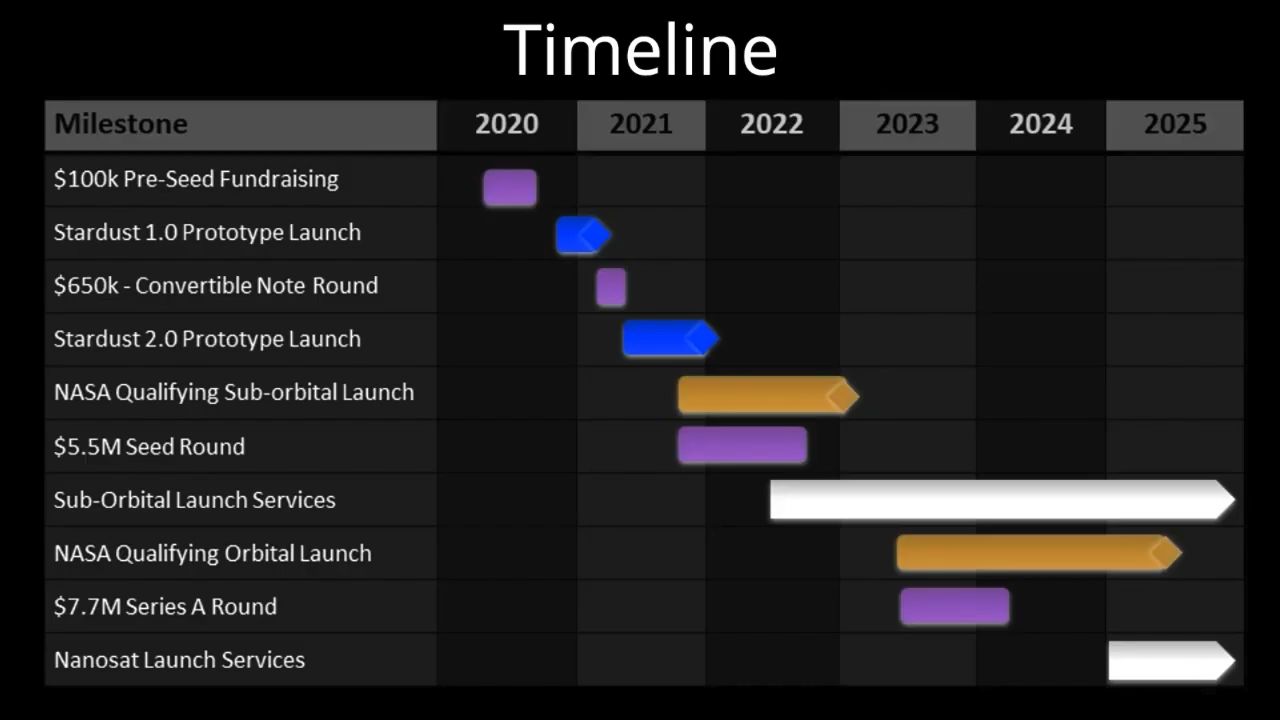 Timeline
Milestone 2020 2021 2022 2023 2024 2025
$100k Pre-Seed Fundraising
Stardust 1.0 Prototype Launch
$650k - Convertible Note Round
Stardust 2.0 Prototype Launch
NASA Qualifying Sub-orbital Launch
$5.5M Seed Round
Sub-Orbital Launch Services
NASA Qualifying Orbital Launch
$7.7M Series A Round
Nanosat Launch Services